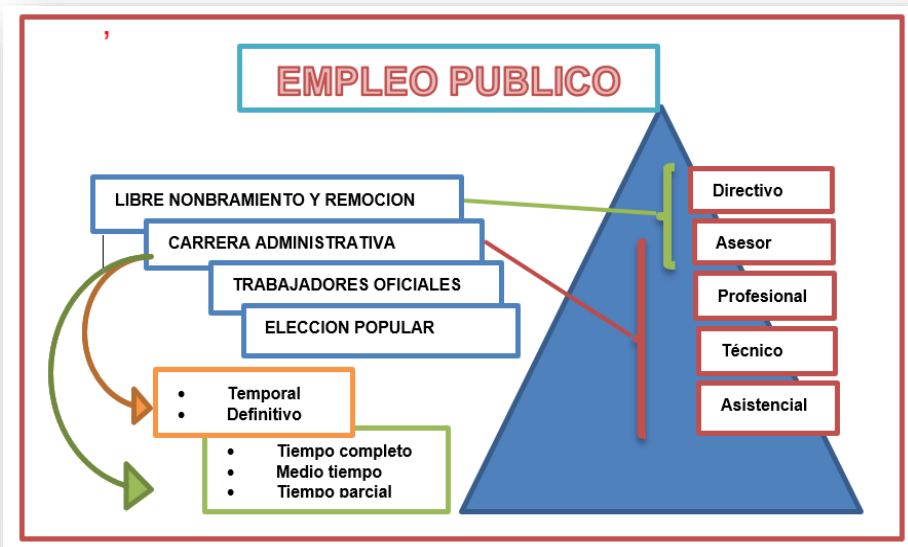 EMPLEO PUBLICO
LIBRE NONBRAMIENTO Y REMOCION
CARRERA ADMINISTRATIVA
TRABAJADORES OFICIALES
ELECCION POPULAR
• Temporal
• Definitivo
• Tiempo completo
• Medio tiempo
• Tiempo parcial
Directivo
Asesor
Profesional
Técnico
Asistencial